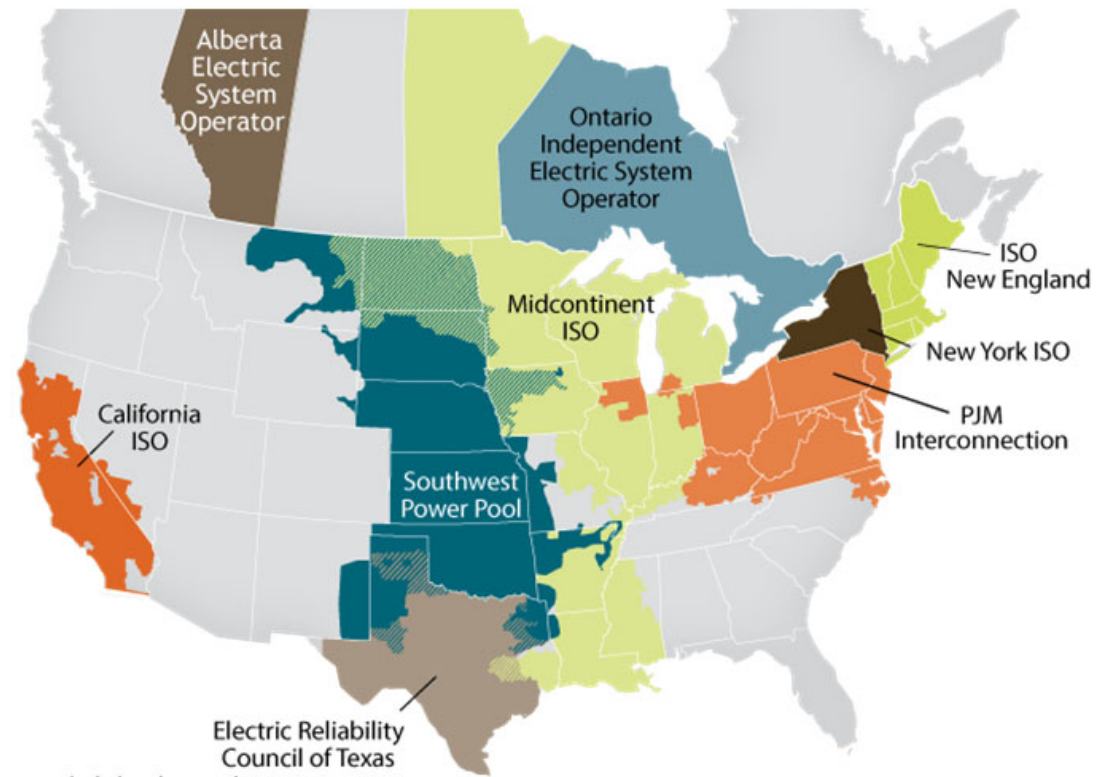 Alberta
Electric
System
Operator
Ontario
Independent
Electric System
Operator
ISO
New England
Midcontinent
ISO
New York ISO
California
ISO
PJM
Interconnection
Southwest
Power Pool
Electric Reliability
Council of Texas